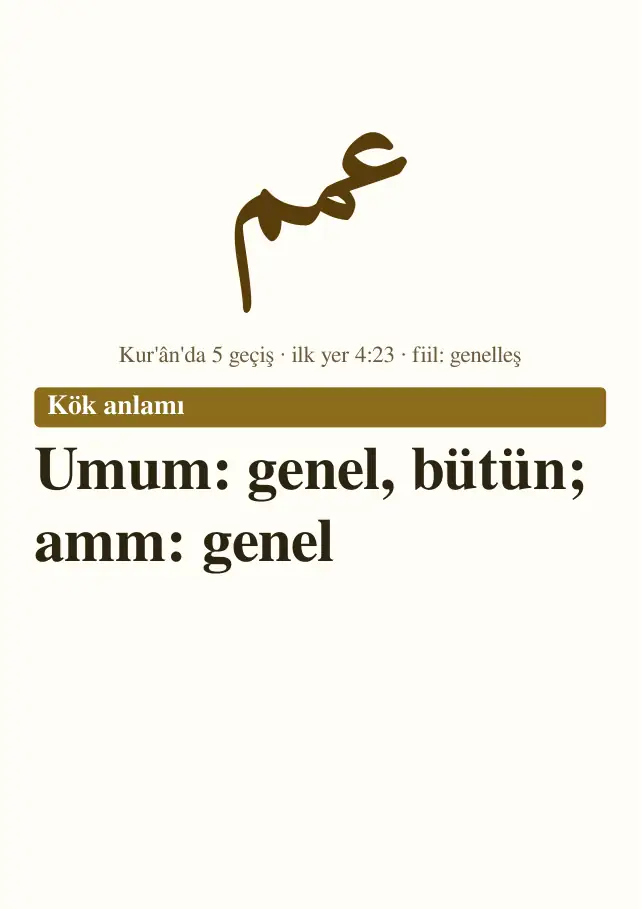 عمم
Kur'ân'da 5 geçiş · ilk yer 4:23 · fiil: genelleş
Kök anlamı
Umum: genel, bütün;
amm: genel